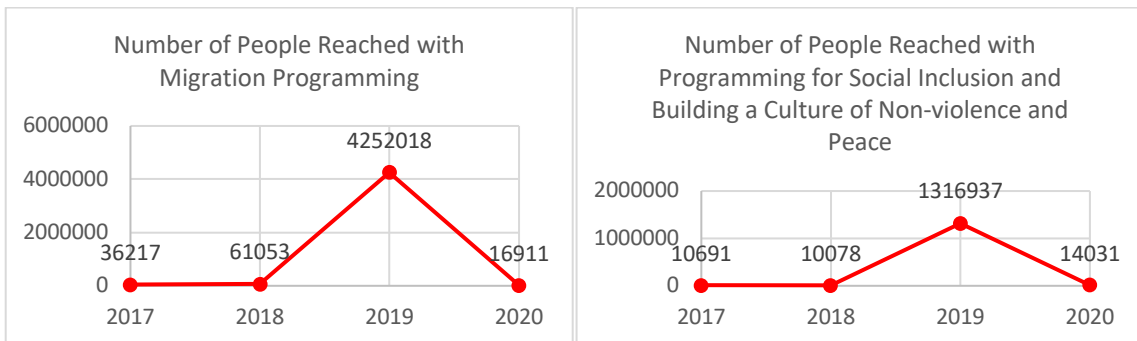 Number of People Reached with
Migration Programming
6000000
4252018
4000000
2000000
36217 61053 16911
0
2017 2018 2019 2020
Number of People Reached with
Programming for Social Inclusion and
Building a Culture of Non-violence and
Peace
2000000
1316937
1000000
10691 10078 14031
0
2017 2018 2019 2020